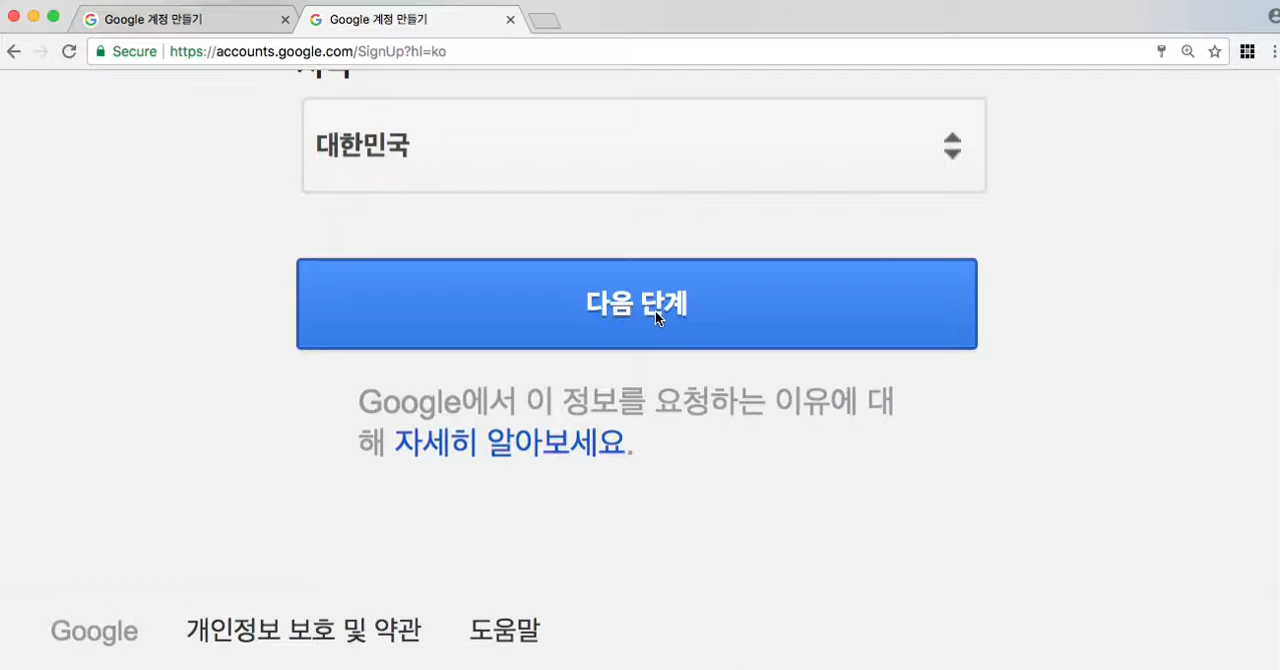 Google 계정 만들기
Google 계정 만들기
Secure https://accounts.google.com/SignUp?hl=ko
대한민국
다음 단계
Google에서 이 정보를 요청하는 이유에 대
해 자세히 알아보세요.
Google 개인정보 보호 및 약관 도움말